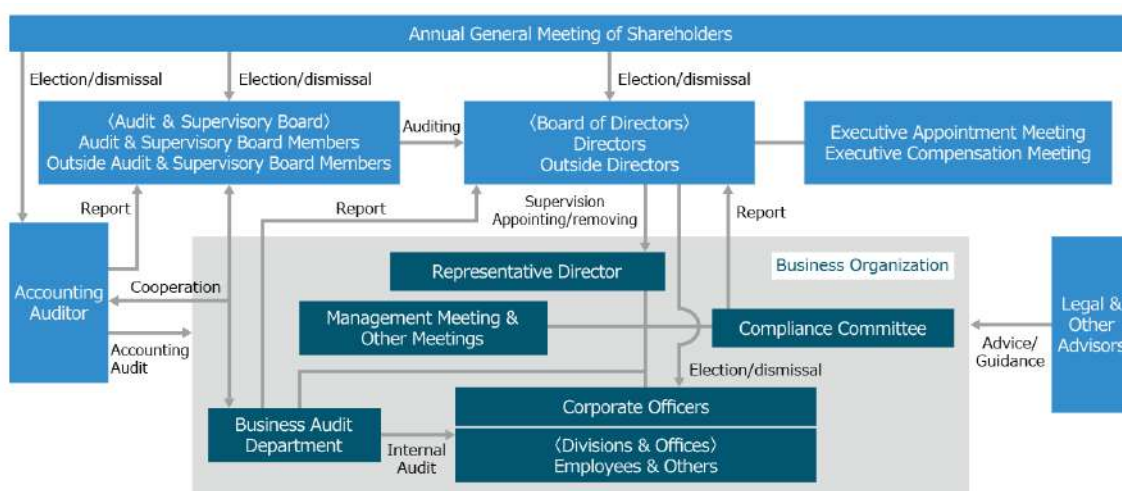 Annual General Meeting of Shareholders
Election/dismissal
Election/dismissal
Election/dismissal
〈Audit & Supervisory Board〉
Audit & Supervisory Board Members
Outside Audit & Supervisory Board Members
Auditing
〈Board of Directors〉
Directors
Outside Directors
Executive Appointment Meeting
Executive Compensation Meeting
Report
Report
Supervision
Appointing/removing
Report
Accounting
Auditor
Cooperation
Accounting
Audit
Representative Director
Business Organization
Management Meeting &
Other Meetings
Compliance Committee
Legal &
Other
Advisors
Advice/
Guidance
Election/dismissal
Business Audit
Department
Internal
Audit
Corporate Officers
〈Divisions & Offices〉
Employees & Others